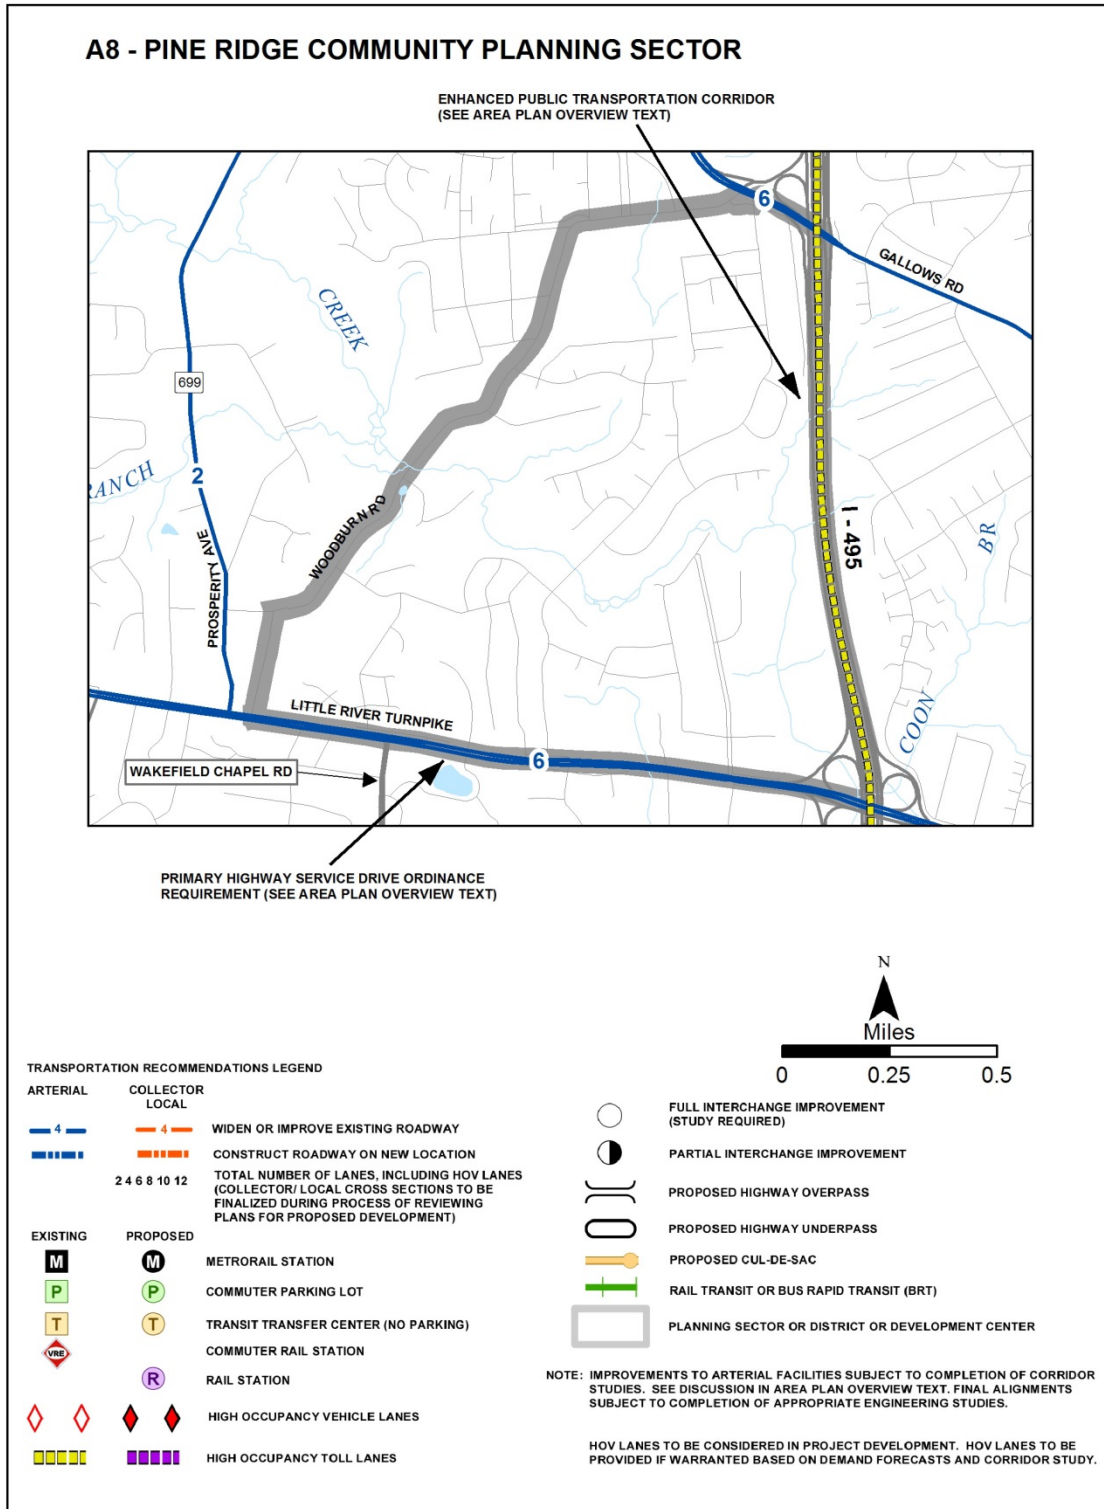 A8 - PINE RIDGE COMMUNITY PLANNING SECTOR
ENHANCED PUBLIC TRANSPORTATION CORRIDOR
(SEE AREA PLAN OVERVIEW TEXT)
6
GALLOWS RD
CREEK
699
2
RANCH
WOODBURN RD
PROSPERITY AVE
I - 495
BR
COON
LITTLE RIVER TURNPIKE
6
WAKEFIELD CHAPEL RD
PRIMARY HIGHWAY SERVICE DRIVE ORDINANCE
REQUIREMENT (SEE AREA PLAN OVERVIEW TEXT)
N
Miles
0 0.25 0.5
TRANSPORTATION RECOMMENDATIONS LEGEND
ARTERIAL
COLLECTOR
LOCAL
4 4 WIDEN OR IMPROVE EXISTING ROADWAY
CONSTRUCT ROADWAY ON NEW LOCATION
2 4 6 8 10 12 TOTAL NUMBER OF LANES, INCLUDING HOV LANES
(COLLECTOR/ LOCAL CROSS SECTIONS TO BE
FINALIZED DURING PROCESS OF REVIEWING
PLANS FOR PROPOSED DEVELOPMENT)
EXISTING PROPOSED
M M METRORAIL STATION
P P COMMUTER PARKING LOT
T T TRANSIT TRANSFER CENTER (NO PARKING)
VRE COMMUTER RAIL STATION
R RAIL STATION
HIGH OCCUPANCY VEHICLE LANES
HIGH OCCUPANCY TOLL LANES
FULL INTERCHANGE IMPROVEMENT
(STUDY REQUIRED)
PARTIAL INTERCHANGE IMPROVEMENT
PROPOSED HIGHWAY OVERPASS
PROPOSED HIGHWAY UNDERPASS
PROPOSED CUL-DE-SAC
RAIL TRANSIT OR BUS RAPID TRANSIT (BRT)
PLANNING SECTOR OR DISTRICT OR DEVELOPMENT CENTER
NOTE: IMPROVEMENTS TO ARTERIAL FACILITIES SUBJECT TO COMPLETION OF CORRIDOR
STUDIES. SEE DISCUSSION IN AREA PLAN OVERVIEW TEXT. FINAL ALIGNMENTS
SUBJECT TO COMPLETION OF APPROPRIATE ENGINEERING STUDIES.
HOV LANES TO BE CONSIDERED IN PROJECT DEVELOPMENT. HOV LANES TO BE
PROVIDED IF WARRANTED BASED ON DEMAND FORECASTS AND CORRIDOR STUDY.